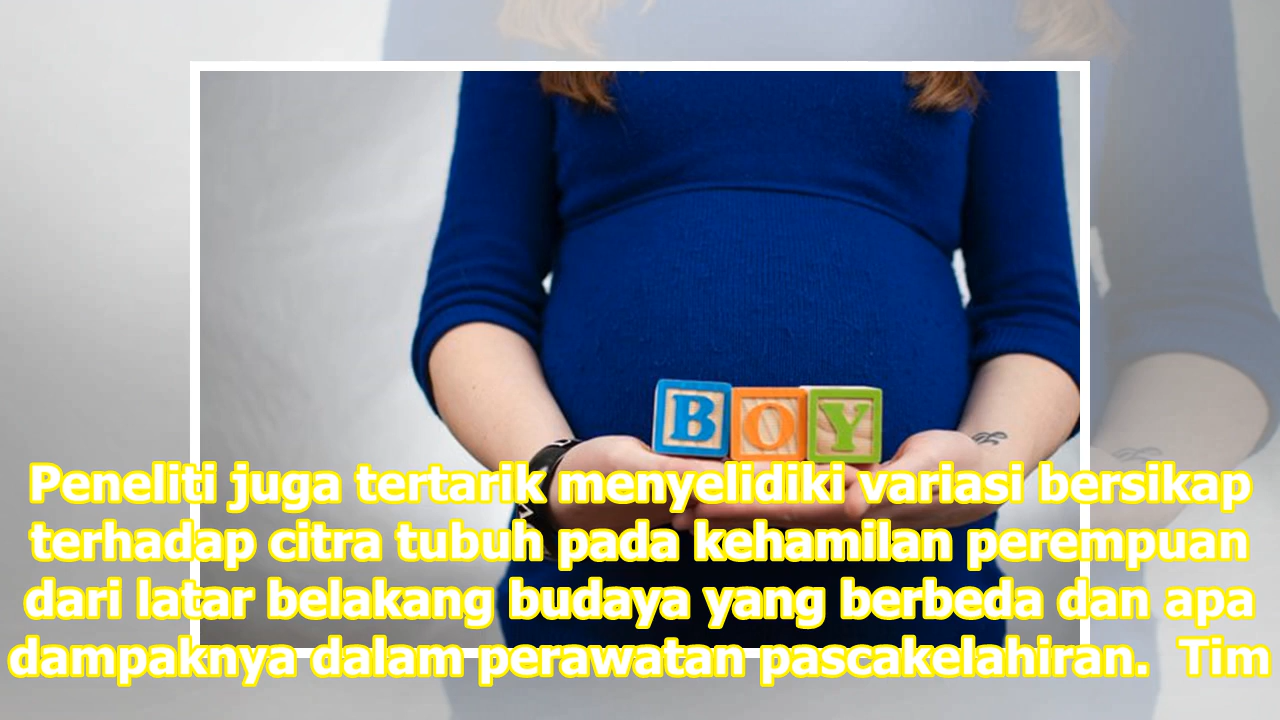 BOY
Peneliti juga tertarik menyelidiki variasi bersikap
terhadap citra tubuh pada kehamilan perempuan
dari latar belakang budaya yang berbeda dan apa
dampaknya dalam perawatan pascakelahiran. Tim